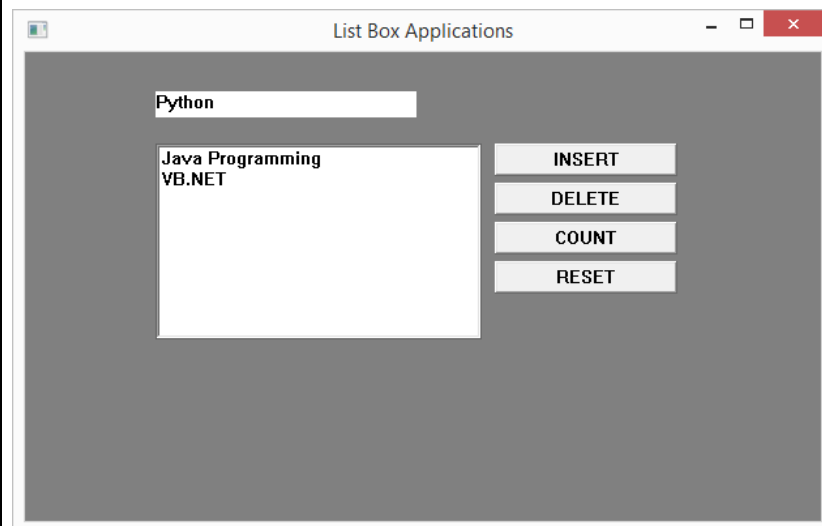 List Box Applications
Python
Java Programming
VB.NET
INSERT
DELETE
COUNT
RESET